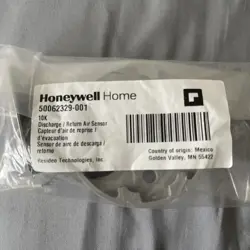 Honeywell Home
50062329-001
10K
Discharge / Return Air Sensor
Capteur d'air de reprise /
d'évacuation
Sensor de aire de descarga /
retorno
Resideo Technologies, Inc.
Country of origin: Mexico
Golden Valley, MN 55422